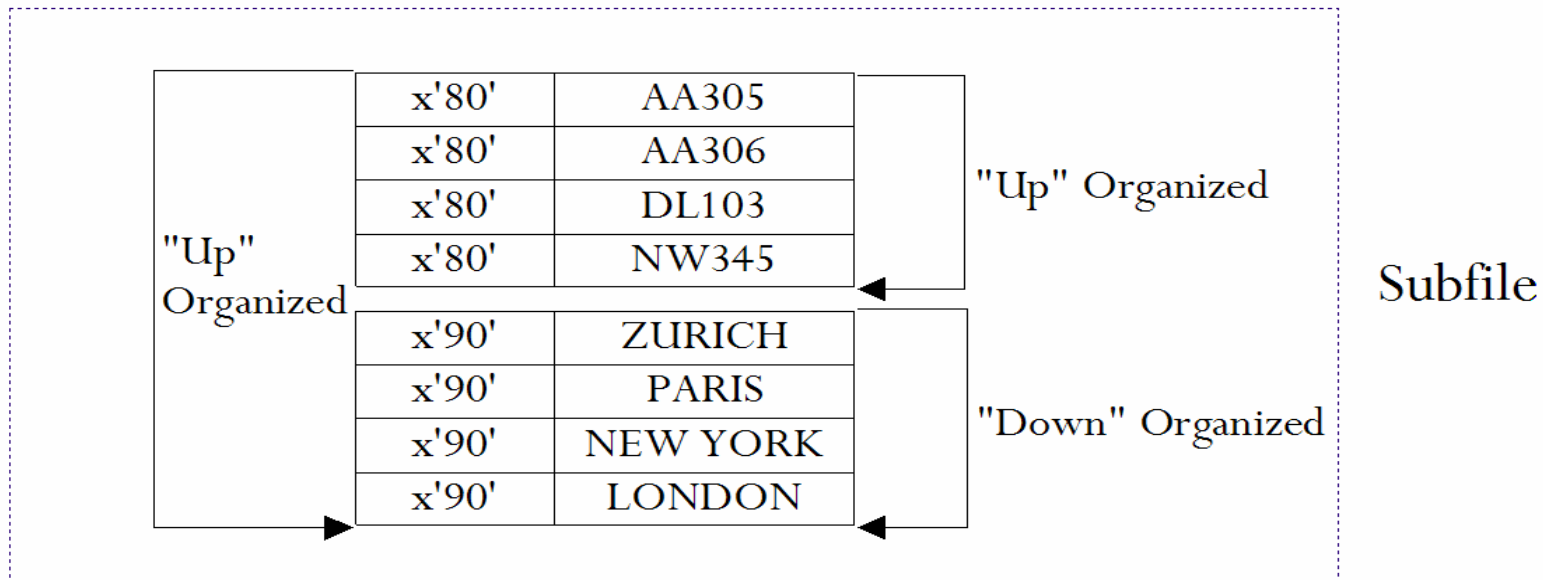 x'80' AA305
x'80' AA306
x'80' DL103
x'80' NW345
"Up" Organized
"Up"
Organized
Subfile
x'90' ZURICH
x'90' PARIS
x'90' NEW YORK
x'90' LONDON
"Down" Organized